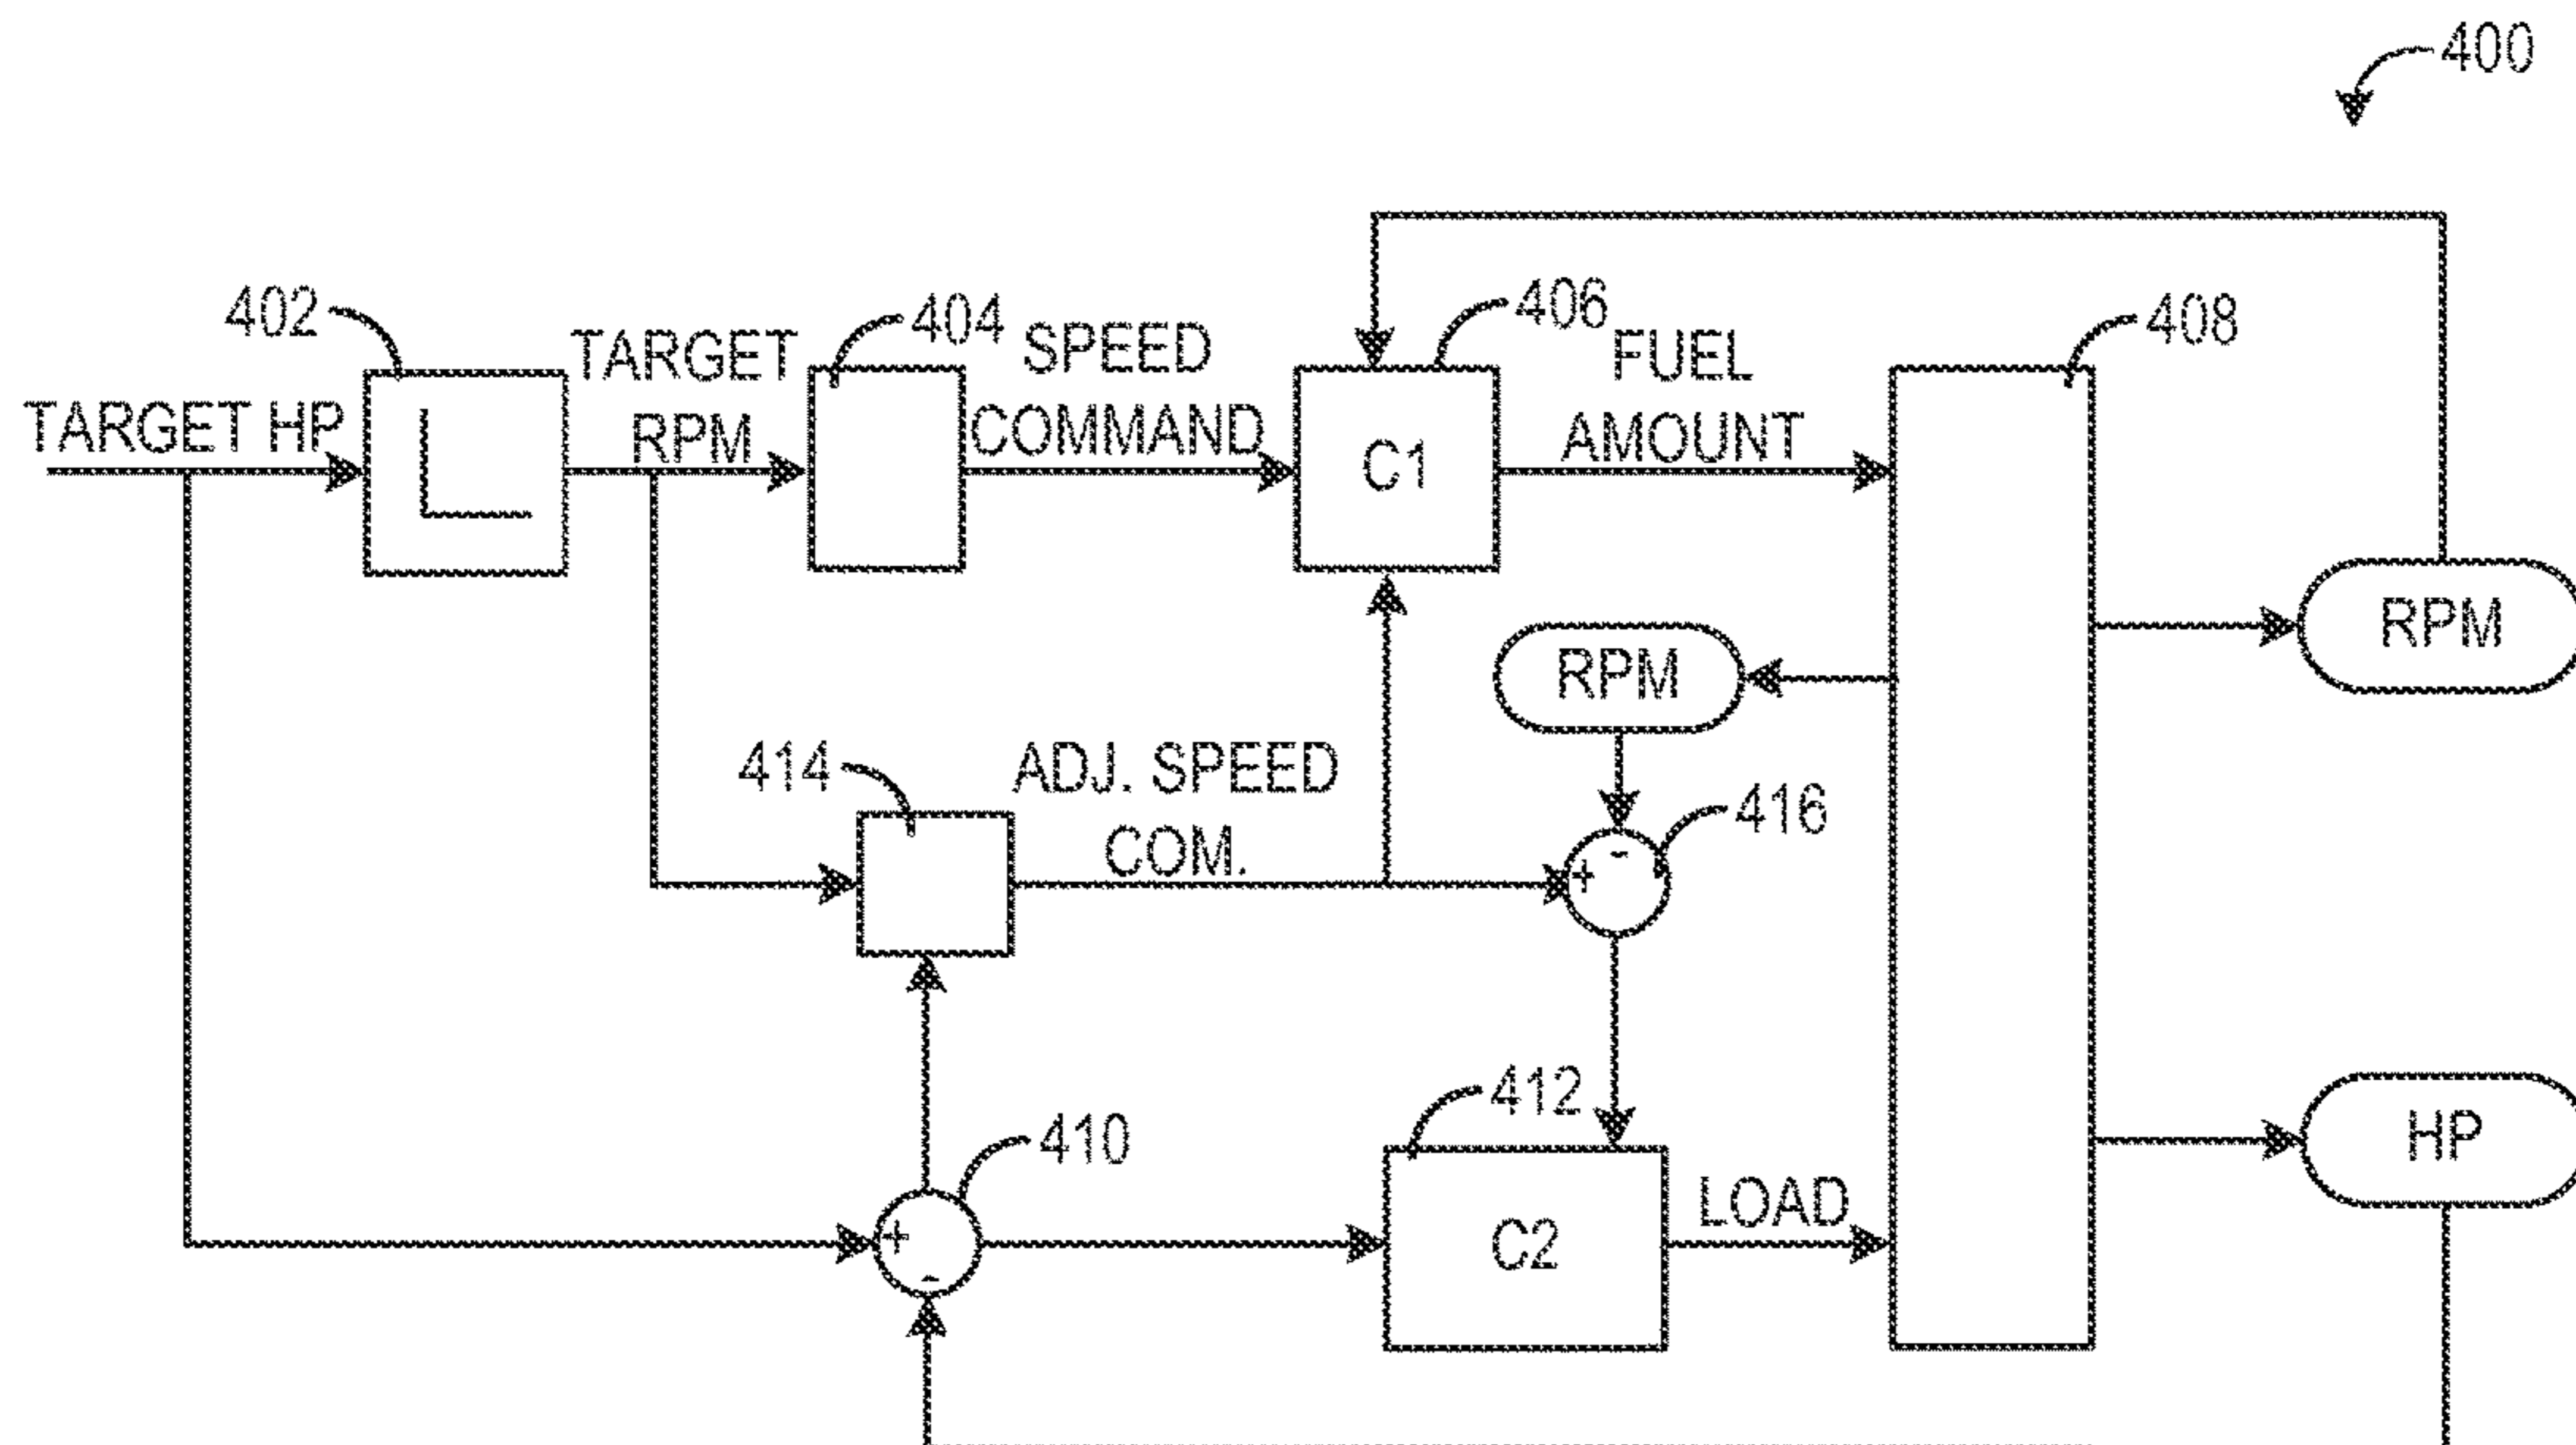 400
402
TARGET
404
SPEED
406
FUEL
408
TARGET HP
RPM
COMMAND
C1
AMOUNT
RPM
RPM
414
ADJ. SPEED
COM.
416
+
-
412
410
HP
LOAD
+
-
C2